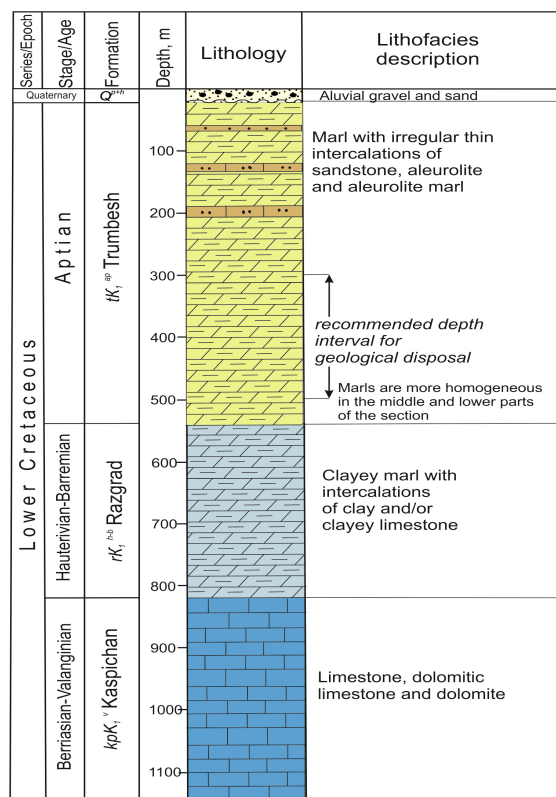 Series/Epoch
Stage/Age
Formation
Depth, m
Lithology
Lithofacies
description
Quaternary
Qp+h
Aluvial gravel and sand
Lower Cretaceous
Aptian
tK1 ap Trumbesh
100
200
300
400
500
Marl with irregular thin
intercalations of
sandstone, aleurolite
and aleurolite marl
recommended depth
interval for
geological disposal
Marls are more homogeneous
in the middle and lower parts
of the section
Hauterivian-Barremian
rK1 h-b Razgrad
600
700
800
Clayey marl with
intercalations
of clay and/or
clayey limestone
Berriasian-Valanginian
kpK1 v Kaspichan
900
1000
1100
Limestone, dolomitic
limestone and dolomite